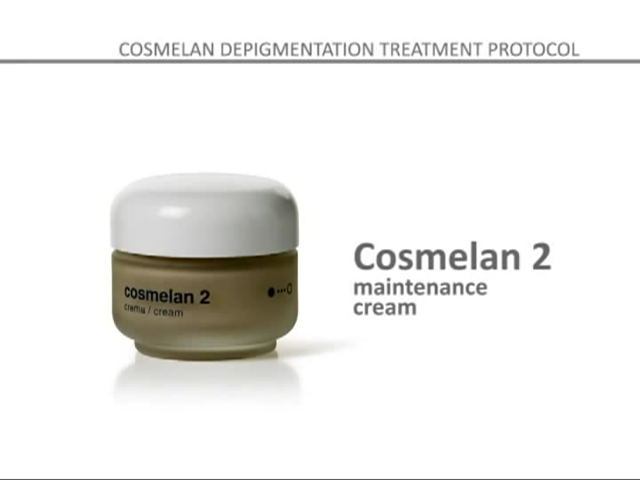 COSMELAN DEPIGMENTATION TREATMENT PROTOCOL
cosmelan 2
crema / cream
Cosmelan 2
maintenance
cream